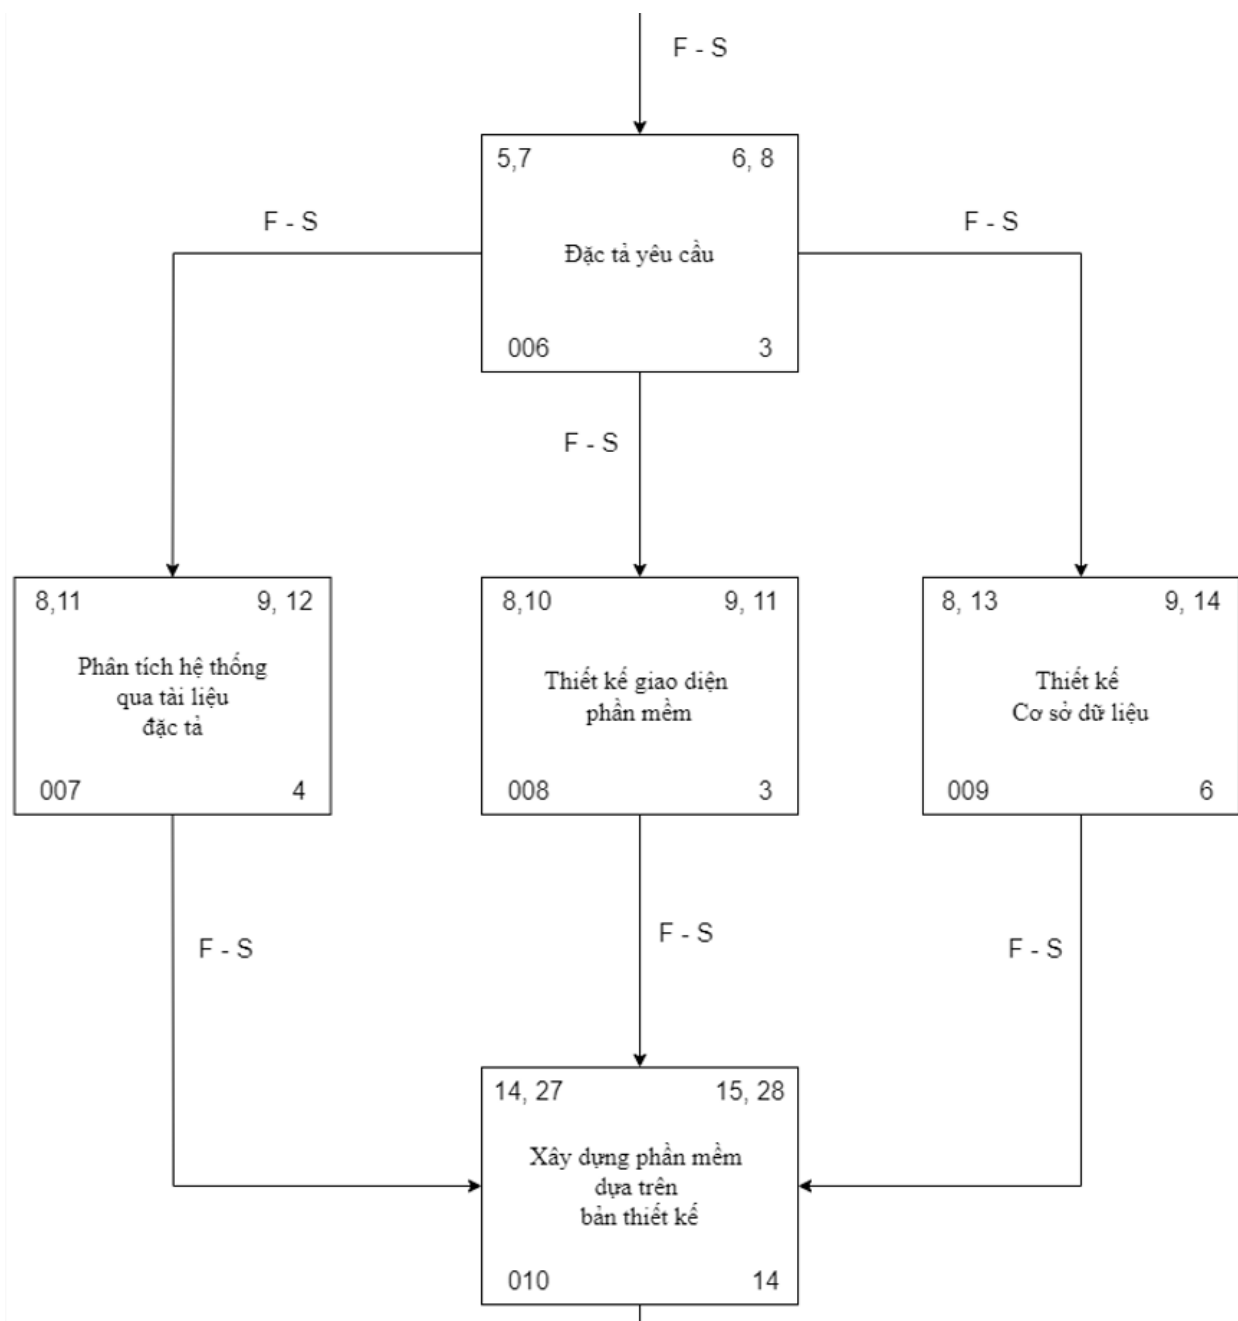 F - S
5,7
6, 8
Đặc tả yêu cầu
006
3
F - S
F - S
F - S
8,11
9, 12
Phân tích hệ thống
qua tài liệu
đặc tả
007
4
8,10
9, 11
Thiết kế giao diện
phần mềm
008
3
8, 13
9, 14
Thiết kế
Cơ sở dữ liệu
009
6
F - S
F - S
F - S
14, 27
15, 28
Xây dựng phần mềm
dựa trên
bản thiết kế
010
14